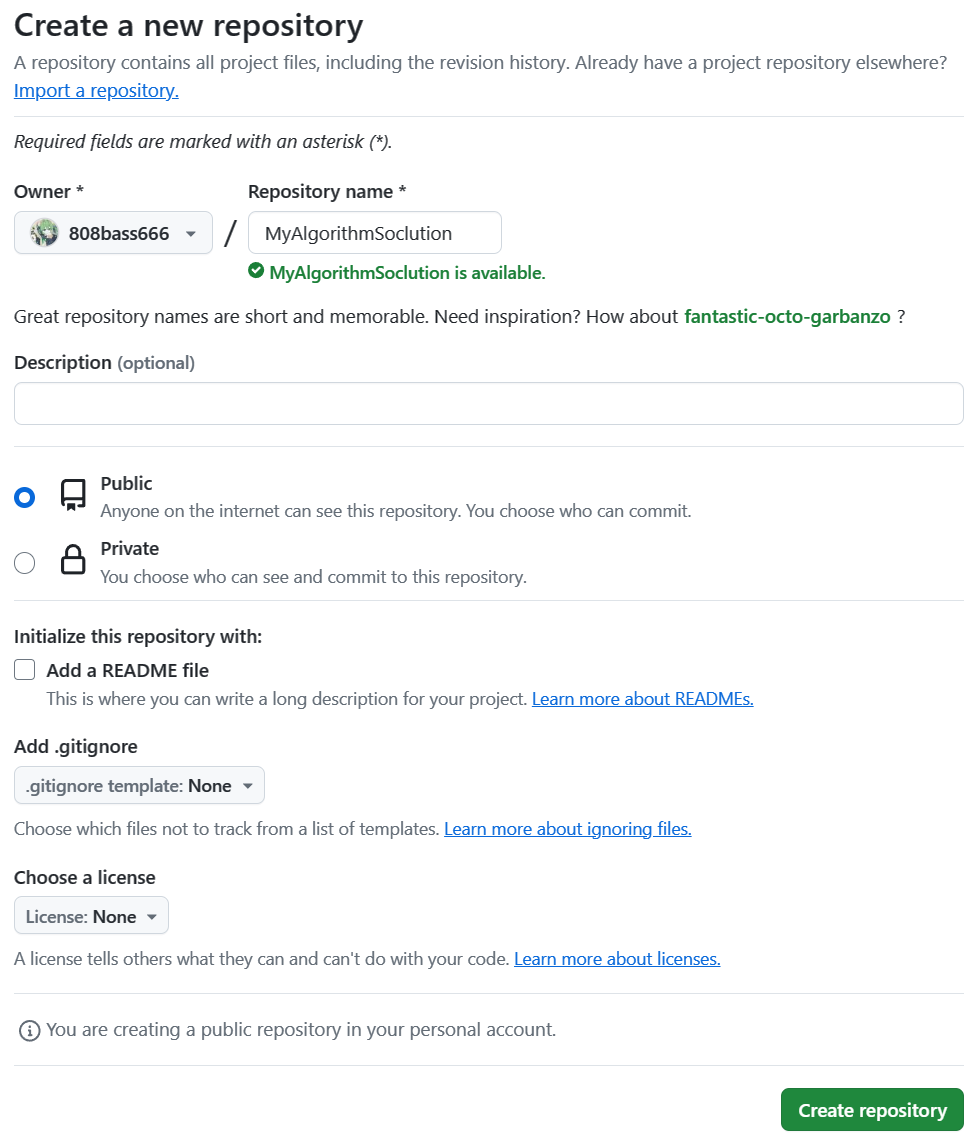 Create a new repository
A repository contains all project files, including the revision history. Already have a project repository elsewhere?
Import a repository.
Required fields are marked with an asterisk (*).
Owner * Repository name *
808bass666 / MyAlgorithmSoclution
MyAlgorithmSoclution is available.
Great repository names are short and memorable. Need inspiration? How about fantastic-octo-garbanzo ?
Description (optional)
Public
Anyone on the internet can see this repository. You choose who can commit.
Private
You choose who can see and commit to this repository.
Initialize this repository with:
Add a README file
This is where you can write a long description for your project. Learn more about READMEs.
Add .gitignore
.gitignore template: None
Choose which files not to track from a list of templates. Learn more about ignoring files.
Choose a license
License: None
A license tells others what they can and can't do with your code. Learn more about licenses.
You are creating a public repository in your personal account.
Create repository